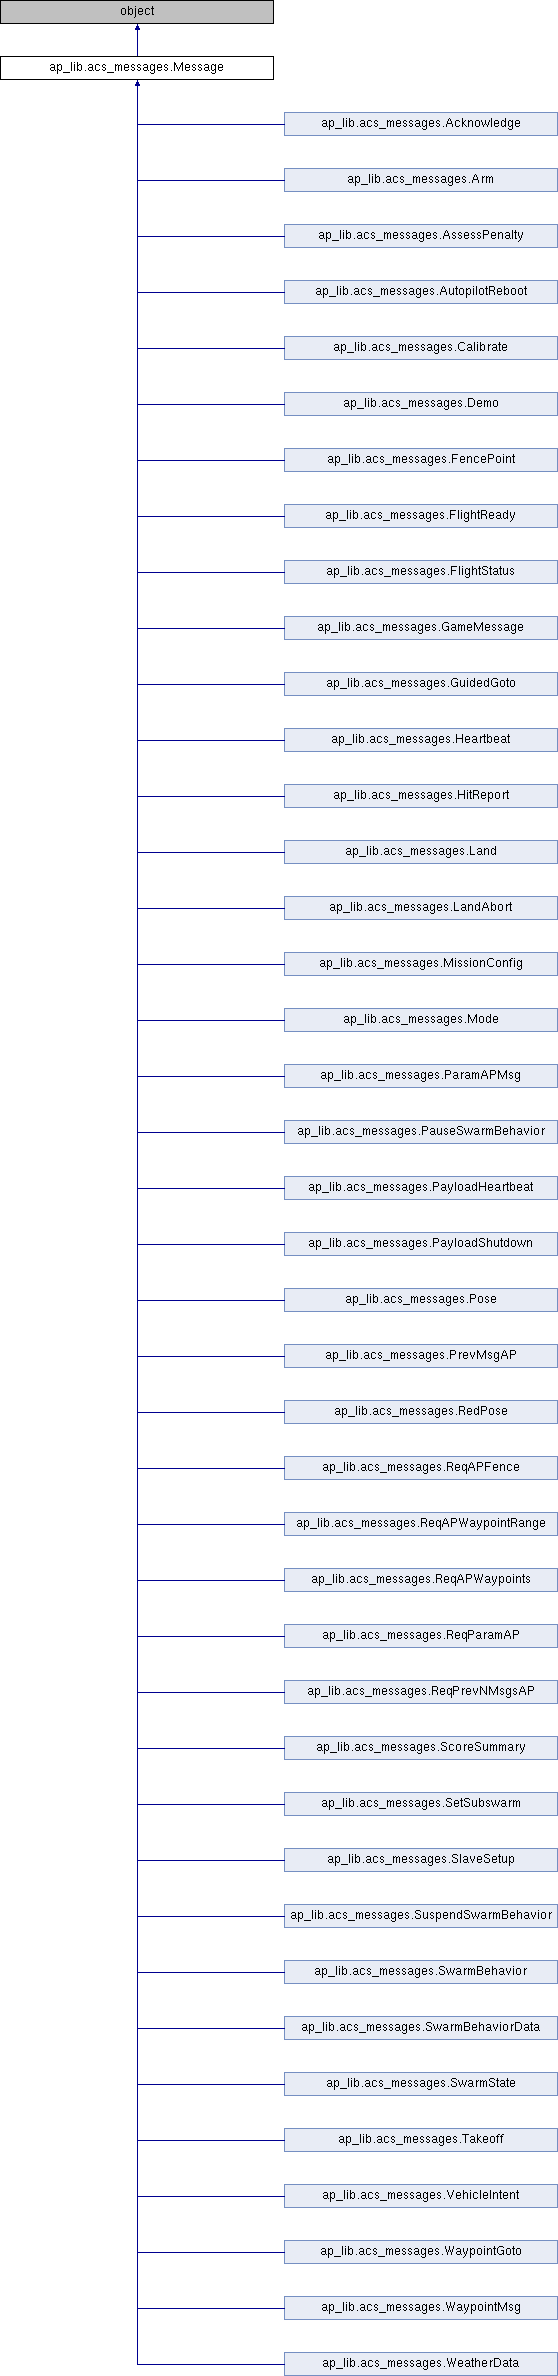 object
ap_lib.acs_messages.Message
ap_lib.acs_messages.Acknowledge
ap_lib.acs_messages.Arm
ap_lib.acs_messages.AssessPenalty
ap_lib.acs_messages.AutopilotReboot
ap_lib.acs_messages.Calibrate
ap_lib.acs_messages.Demo
ap_lib.acs_messages.FencePoint
ap_lib.acs_messages.FlightReady
ap_lib.acs_messages.FlightStatus
ap_lib.acs_messages.GameMessage
ap_lib.acs_messages.GuidedGoto
ap_lib.acs_messages.Heartbeat
ap_lib.acs_messages.HitReport
ap_lib.acs_messages.Land
ap_lib.acs_messages.LandAbort
ap_lib.acs_messages.MissionConfig
ap_lib.acs_messages.Mode
ap_lib.acs_messages.ParamAPMsg
ap_lib.acs_messages.PauseSwarmBehavior
ap_lib.acs_messages.PayloadHeartbeat
ap_lib.acs_messages.PayloadShutdown
ap_lib.acs_messages.Pose
ap_lib.acs_messages.PrevMsgAP
ap_lib.acs_messages.RedPose
ap_lib.acs_messages.ReqAPFence
ap_lib.acs_messages.ReqAPWaypointRange
ap_lib.acs_messages.ReqAPWaypoints
ap_lib.acs_messages.ReqParamAP
ap_lib.acs_messages.ReqPrevNMsgsAP
ap_lib.acs_messages.ScoreSummary
ap_lib.acs_messages.SetSubswarm
ap_lib.acs_messages.SlaveSetup
ap_lib.acs_messages.SuspendSwarmBehavior
ap_lib.acs_messages.SwarmBehavior
ap_lib.acs_messages.SwarmBehaviorData
ap_lib.acs_messages.SwarmState
ap_lib.acs_messages.Takeoff
ap_lib.acs_messages.VehicleIntent
ap_lib.acs_messages.WaypointGoto
ap_lib.acs_messages.WaypointMsg
ap_lib.acs_messages.WeatherData